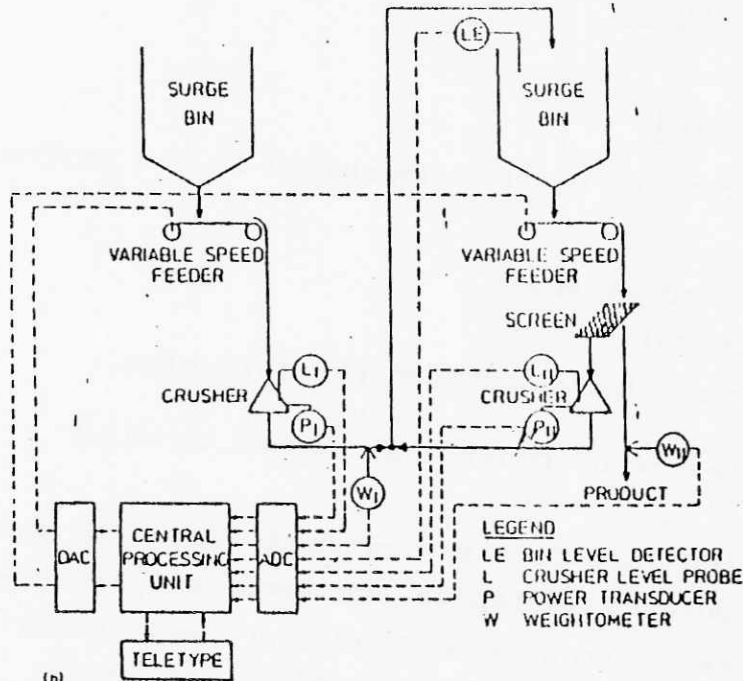 LE
SURGE
BIN
SURGE
BIN
VARIABLE SPEED
FEEDER
VARIABLE SPEED
FEEDER
SCREEN
CRUSHER
LI
PI
CRUSHER
LII
PII
WI
WII
PRODUCT
DAC
CENTRAL
PROCESSING
UNIT
ADC
TELETYPE
LEGEND
LE BIN LEVEL DETECTOR
L CRUSHER LEVEL PROBE
P POWER TRANSDUCER
W WEIGHTOMETER
(b)